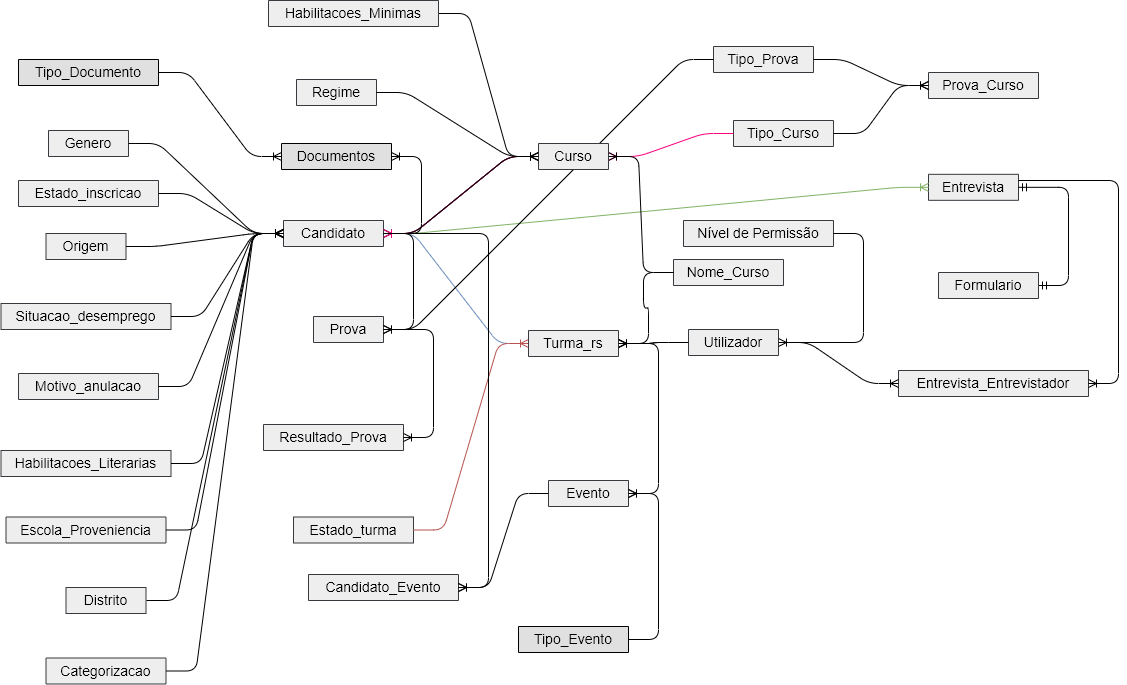 Habilitacoes_Minimas
Tipo_Documento
Tipo_Prova
Regime
Prova_Curso
Genero
Tipo_Curso
Documentos
Curso
Estado_inscricao
Entrevista
Candidato
Nível de Permissão
Origem
Nome_Curso
Formulario
Situacao_desemprego
Prova
Turma_rs
Utilizador
Motivo_anulacao
Entrevista_Entrevistador
Resultado_Prova
Habilitacoes_Literarias
Evento
Escola_Proveniencia
Estado_turma
Candidato_Evento
Distrito
Tipo_Evento
Categorizacao